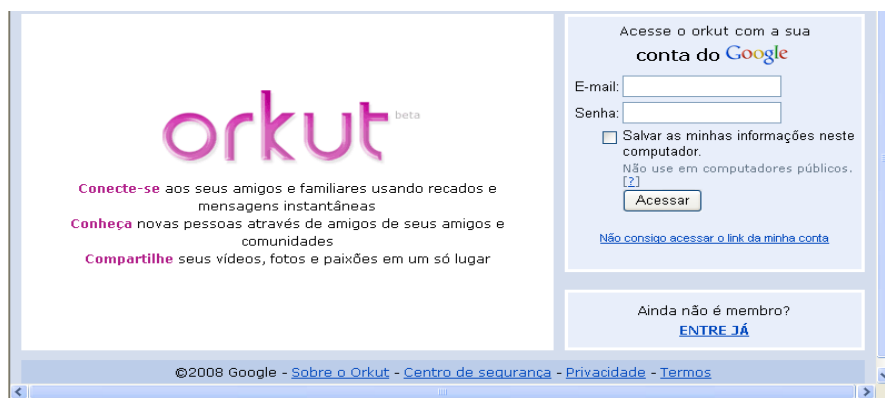 orkut beta
Conecte-se aos seus amigos e familiares usando recados e
mensagens instantâneas
Conheça novas pessoas através de amigos de seus amigos e
comunidades
Compartilhe seus vídeos, fotos e paixões em um só lugar
Acesse o orkut com a sua
conta do Google
E-mail:
Senha:
Salvar as minhas informações neste
computador.
Não use em computadores públicos.
[?]
Acessar
Não consigo acessar o link da minha conta
Ainda não é membro?
ENTRE JÁ
©2008 Google - Sobre o Orkut - Centro de segurança - Privacidade - Termos